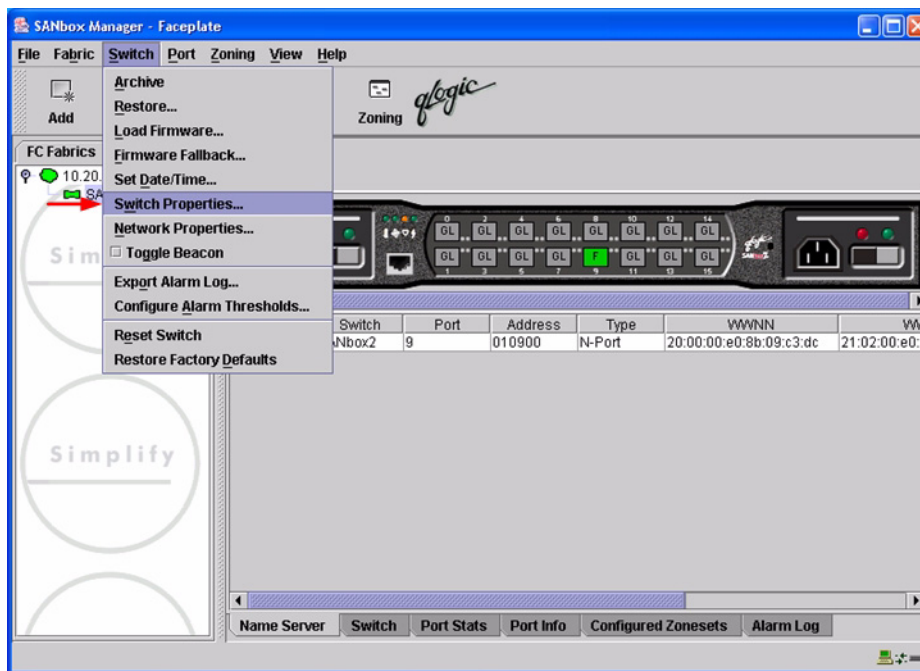 SANbox Manager - Faceplate
File Fabric Switch Port Zoning View Help
Add
Zoning
qlogic
Archive
Restore...
Load Firmware...
Firmware Fallback...
Set Date/Time...
Switch Properties...
Network Properties...
Toggle Beacon
Export Alarm Log...
Configure Alarm Thresholds...
Reset Switch
Restore Factory Defaults
FC Fabrics
10.20.
SA
0 2 4 6 8 10 12 14
GL GL GL GL GL GL GL GL
GL GL GL GL F GL GL GL
1 3 5 7 9 11 13 15
SANbox2
Switch Port Address Type WWNN WW
Nbox2 9 010900 N-Port 20:00:00:e0:8b:09:c3:dc 21:02:00:e0:
Sim
Simplify
Name Server Switch Port Stats Port Info Configured Zonesets Alarm Log